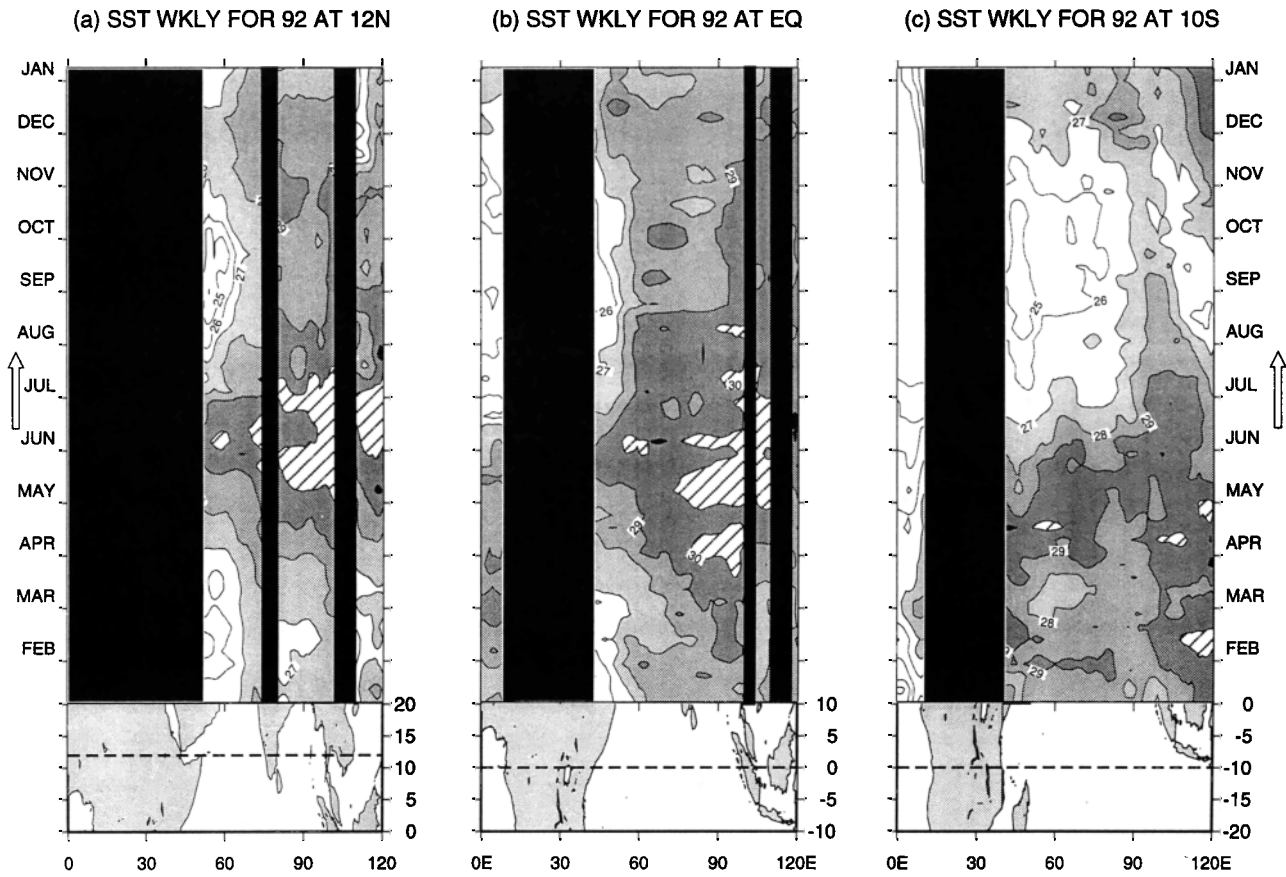 (a) SST WKLY FOR 92 AT 12N
(b) SST WKLY FOR 92 AT EQ
(c) SST WKLY FOR 92 AT 10S
JAN
DEC
NOV
OCT
SEP
AUG
JUL
JUN
MAY
APR
MAR
FEB
27
25
26
27
20
15
10
5
0
0
30
60
90
120
29
26
27
30
29
30
10
5
0
-5
-10
0E
30
60
90
120E
27
25
26
27
28
29
29
28
29
JAN
DEC
NOV
OCT
SEP
AUG
JUL
JUN
MAY
APR
MAR
FEB
0
-5
-10
-15
-20
0E
30
60
90
120E